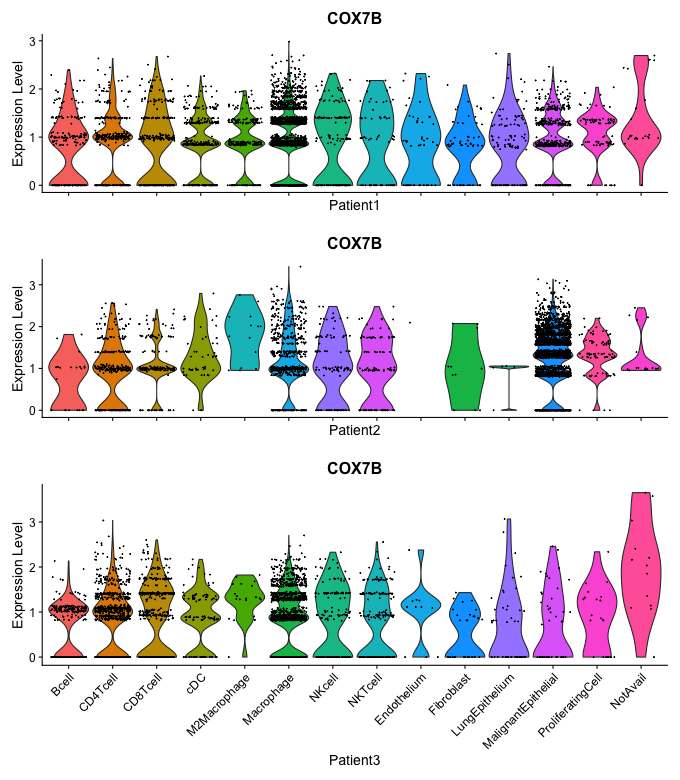 COX7B
Expression Level
3
2
1
0
Patient1
COX7B
Expression Level
3
2
1
0
Patient2
COX7B
Expression Level
3
2
1
0
Bcell
CD4Tcell
CD8Tcell
cDC
M2Macrophage
Macrophage
NKcell
NKTcell
Endothelium
Fibroblast
LungEpithelium
MalignantEpithelial
ProliferatingCell
NotAvail
Patient3